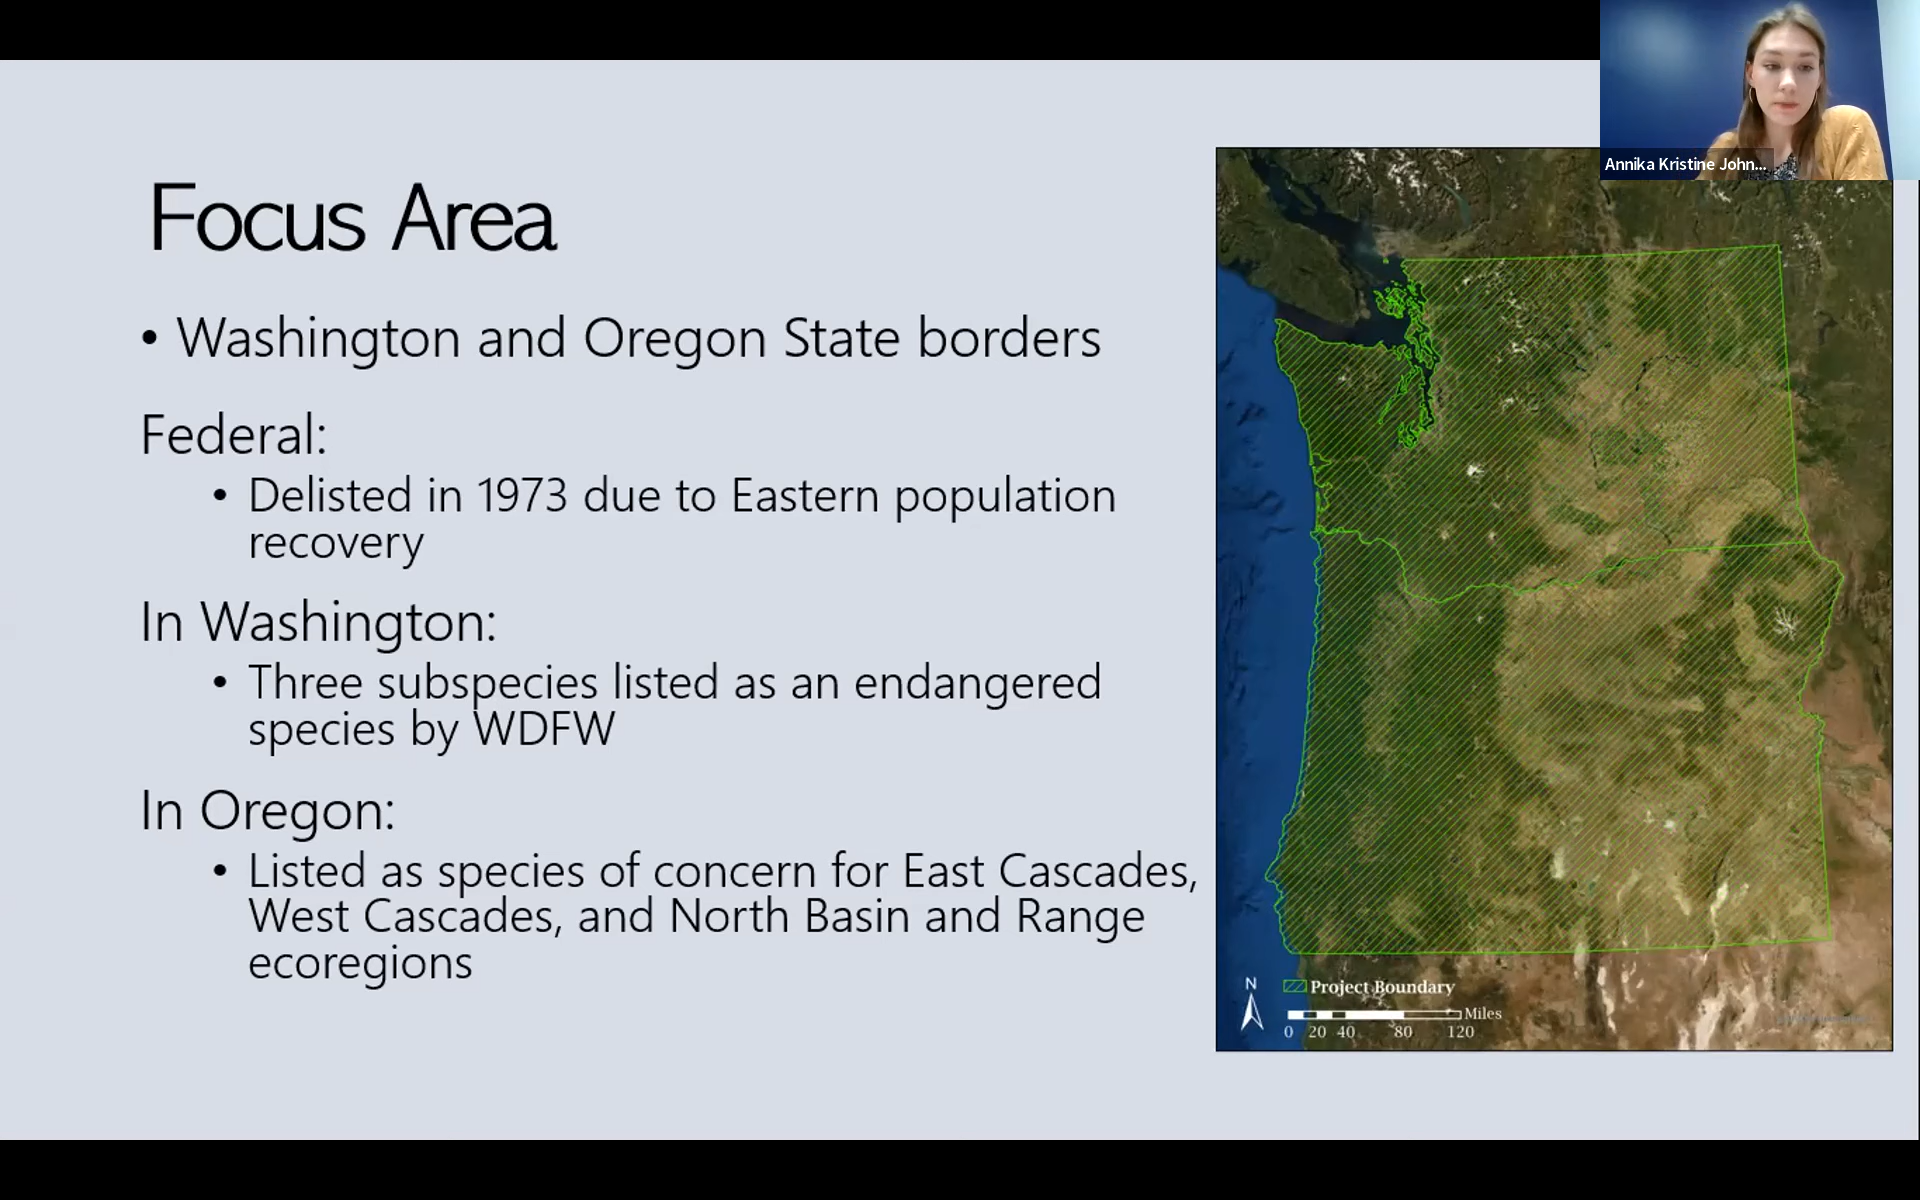 Annika Kristine John...
Focus Area
• Washington and Oregon State borders
Federal:
• Delisted in 1973 due to Eastern population
recovery
In Washington:
• Three subspecies listed as an endangered
species by WDFW
In Oregon:
• Listed as species of concern for East Cascades,
West Cascades, and North Basin and Range
ecoregions
N
Project Boundary
Miles
0 20 40 80 120